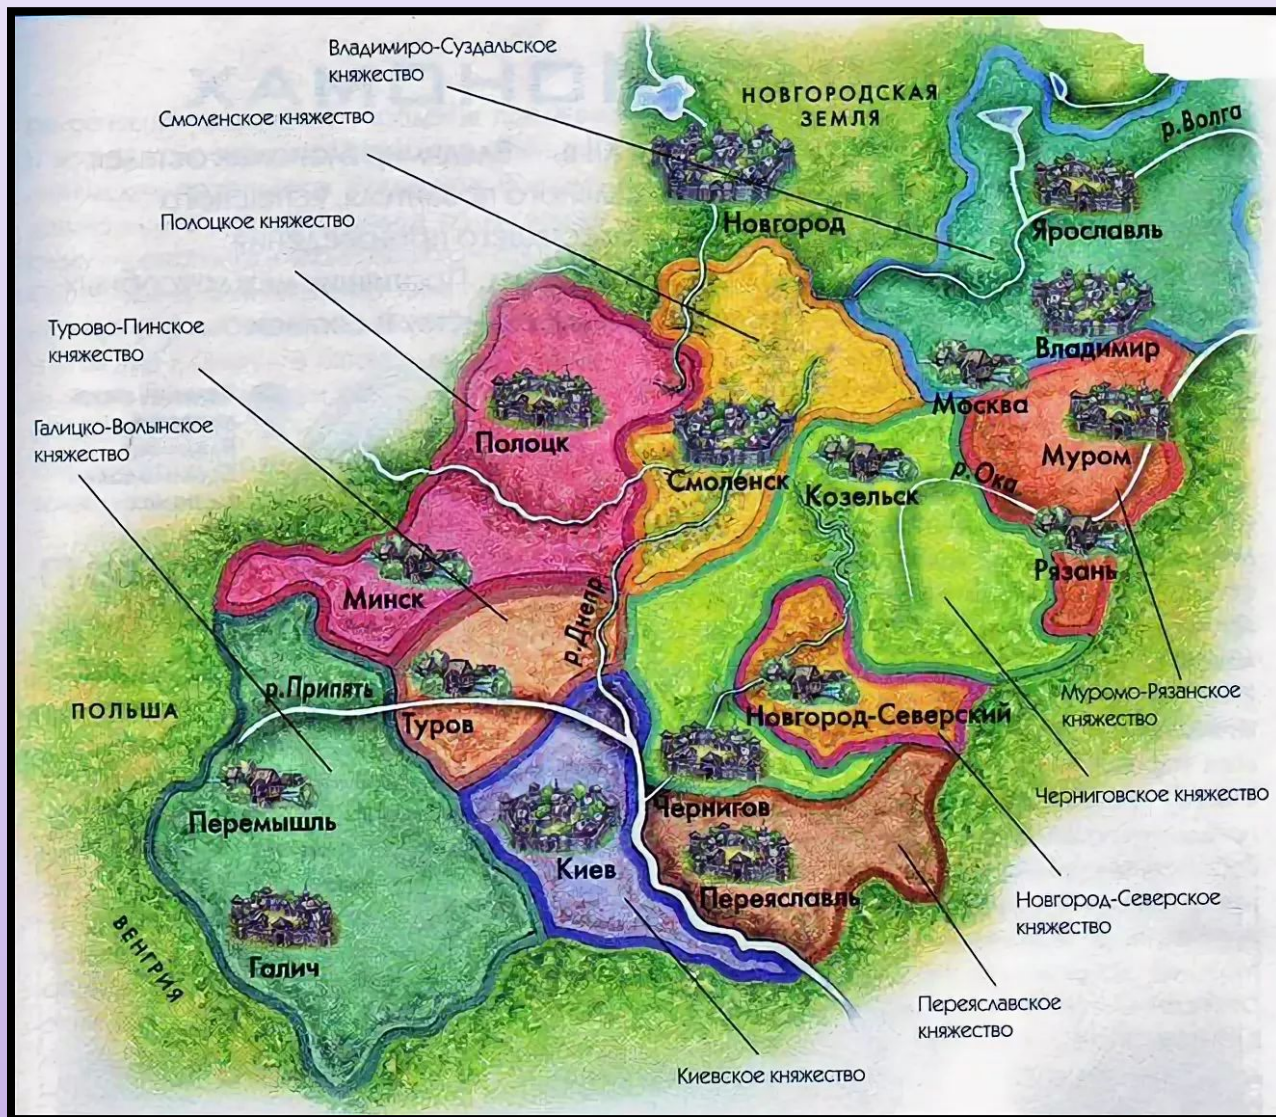 Владимиро-Суздальское
княжество
Смоленское княжество
Полоцкое княжество
Турово-Пинское
княжество
Галицко-Волынское
княжество
НОВГОРОДСКАЯ
ЗЕМЛЯ
р.Волга
Новгород
Ярославль
Владимир
Москва
Муром
Полоцк
Смоленск
Козельск
р.Ока
Рязань
Минск
р.Днепр
р.Припять
ПОЛЬША
Туров
Новгород-Северский
Муромо-Рязанское
княжество
Перемышль
Чернигов
Черниговское княжество
Киев
Переяславль
Новгород-Северское
княжество
ВЕНГРИЯ
Галич
Переяславское
княжество
Киевское княжество